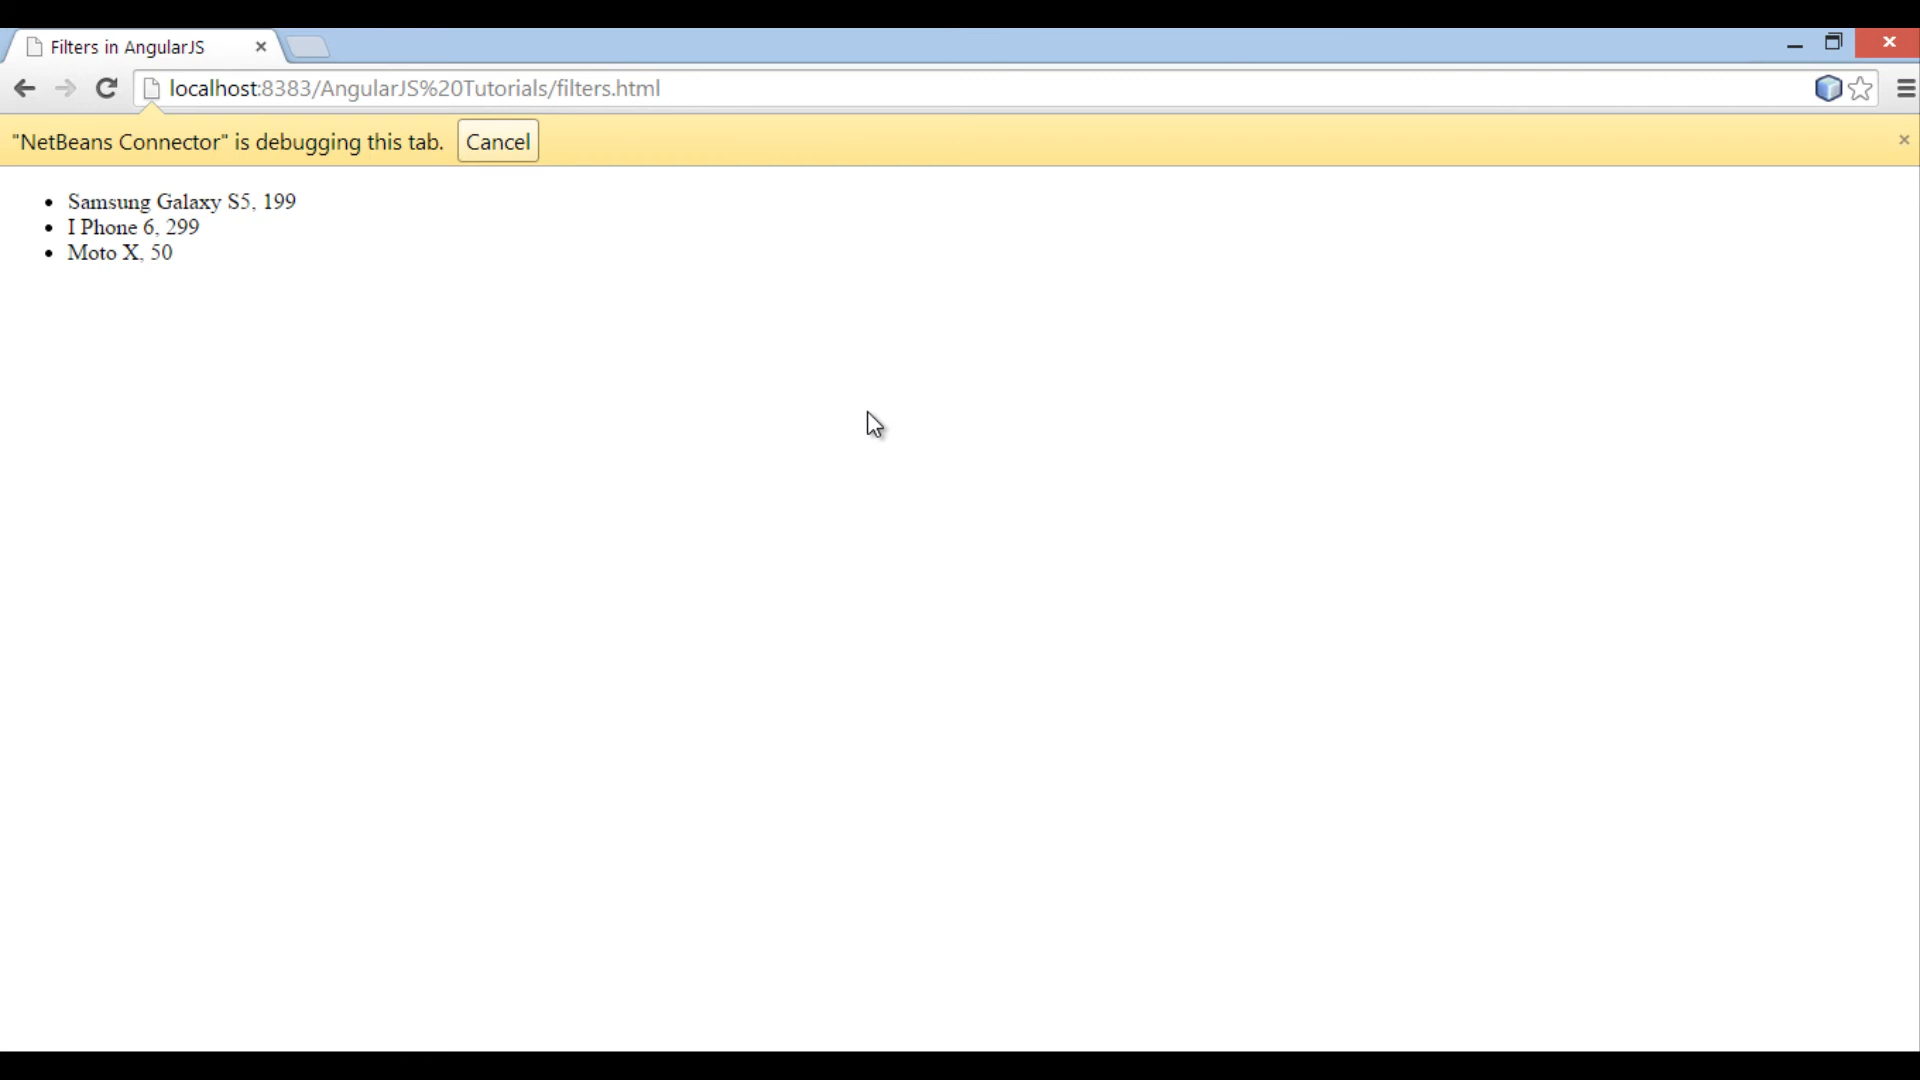 Filters in AngularJS
localhost:8383/AngularJS%20Tutorials/filters.html
"NetBeans Connector" is debugging this tab. Cancel
Samsung Galaxy S5, 199
I Phone 6, 299
Moto X, 50